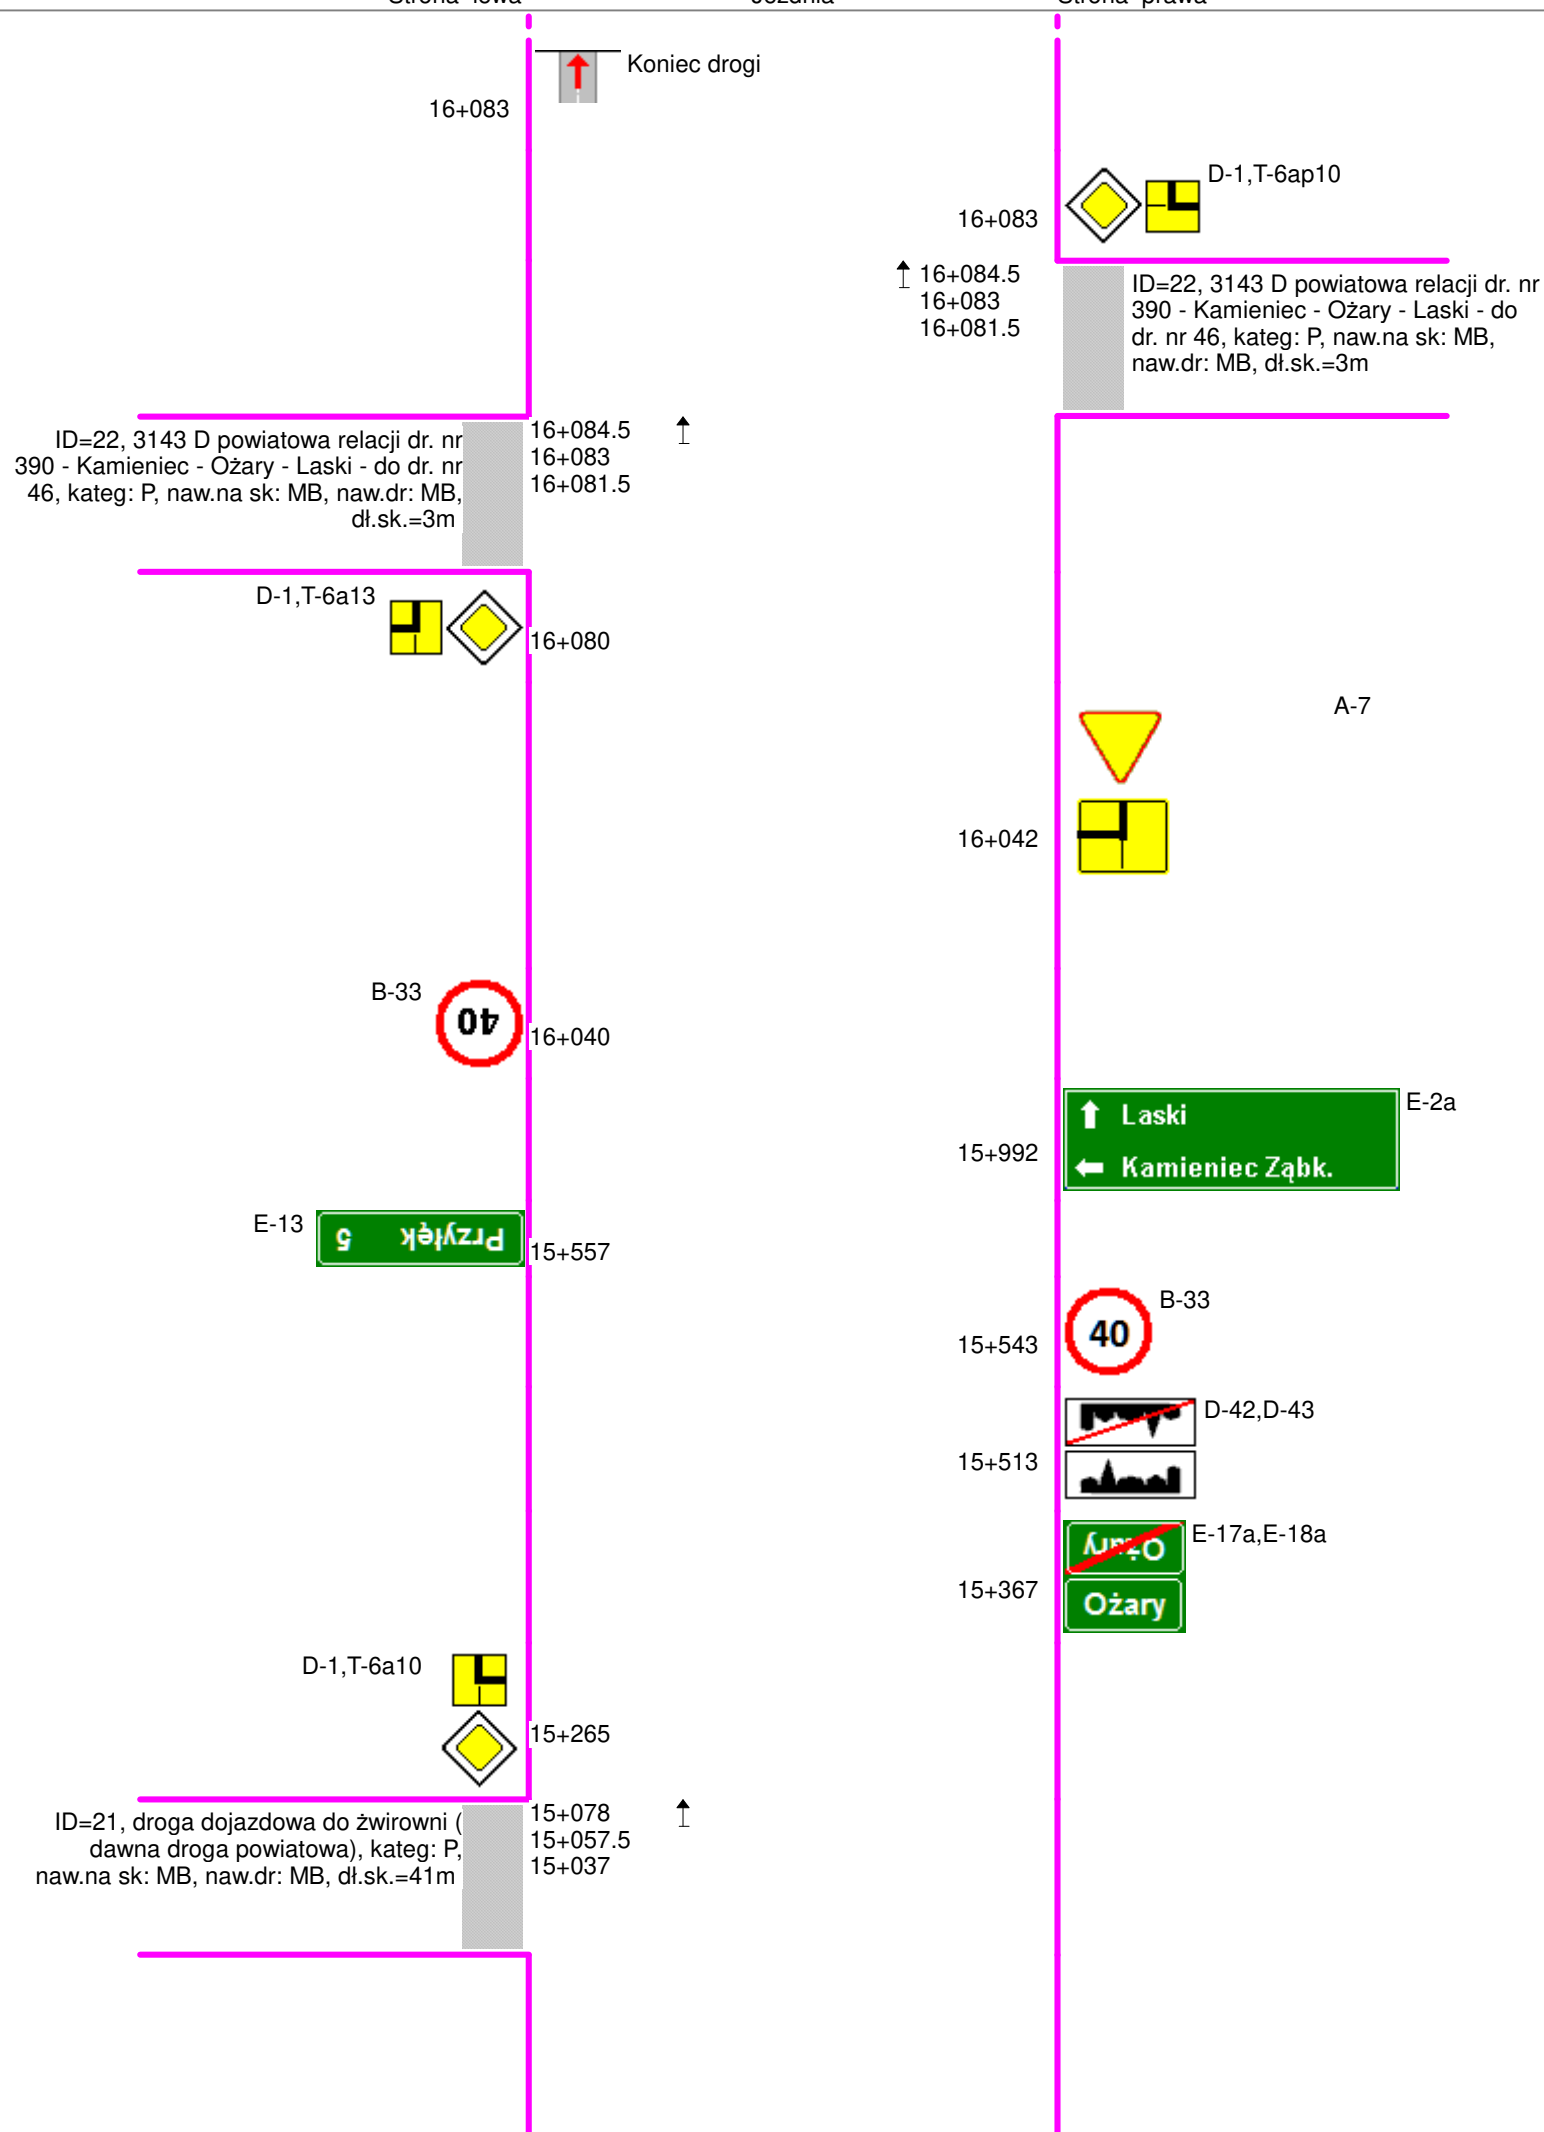 Strona lewa
Jezdnia
Strona prawa
Koniec drogi
16+083
D-1,T-6ap10
16+083
16+084.5
16+083
16+081.5
ID=22, 3143 D powiatowa relacji dr. nr
390 - Kamieniec - Ożary - Laski - do
dr. nr 46, kateg: P, naw.na sk: MB,
naw.dr: MB, dł.sk.=3m
ID=22, 3143 D powiatowa relacji dr. nr
390 - Kamieniec - Ożary - Laski - do dr. nr
46, kateg: P, naw.na sk: MB, naw.dr: MB,
dł.sk.=3m
16+084.5
16+083
16+081.5
D-1,T-6a13
16+080
A-7
16+042
B-33
40
16+040
E-2a
Laski
Kamieniec Ząbk.
15+992
E-13
Przyłęk 5
15+557
B-33
40
15+543
D-42,D-43
15+513
E-17a,E-18a
Ożary
Ożary
15+367
D-1,T-6a10
15+265
ID=21, droga dojazdowa do żwirowni (
dawna droga powiatowa), kateg: P,
naw.na sk: MB, naw.dr: MB, dł.sk.=41m
15+078
15+057.5
15+037